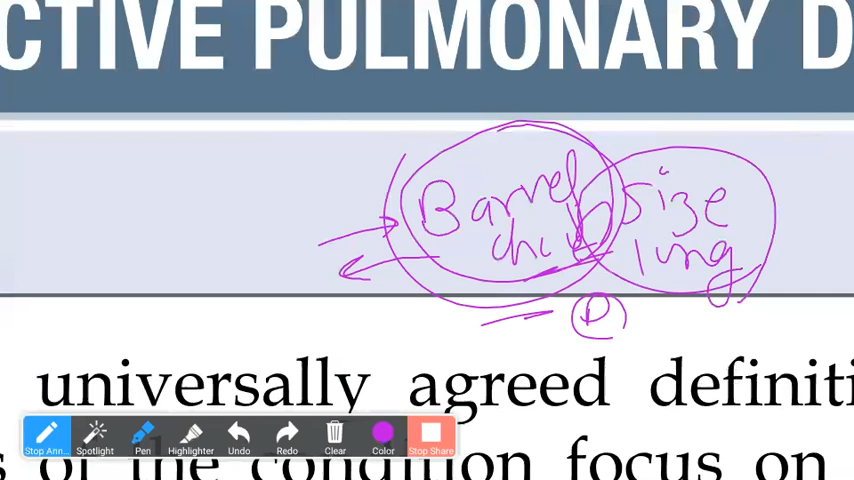 CTIVE PULMONARY D
Barrel size
lung
D
universally agreed definiti
s of the condition focus on
Stop Ann... Spotlight Pen Highlighter Undo Redo Clear Color Stop Share